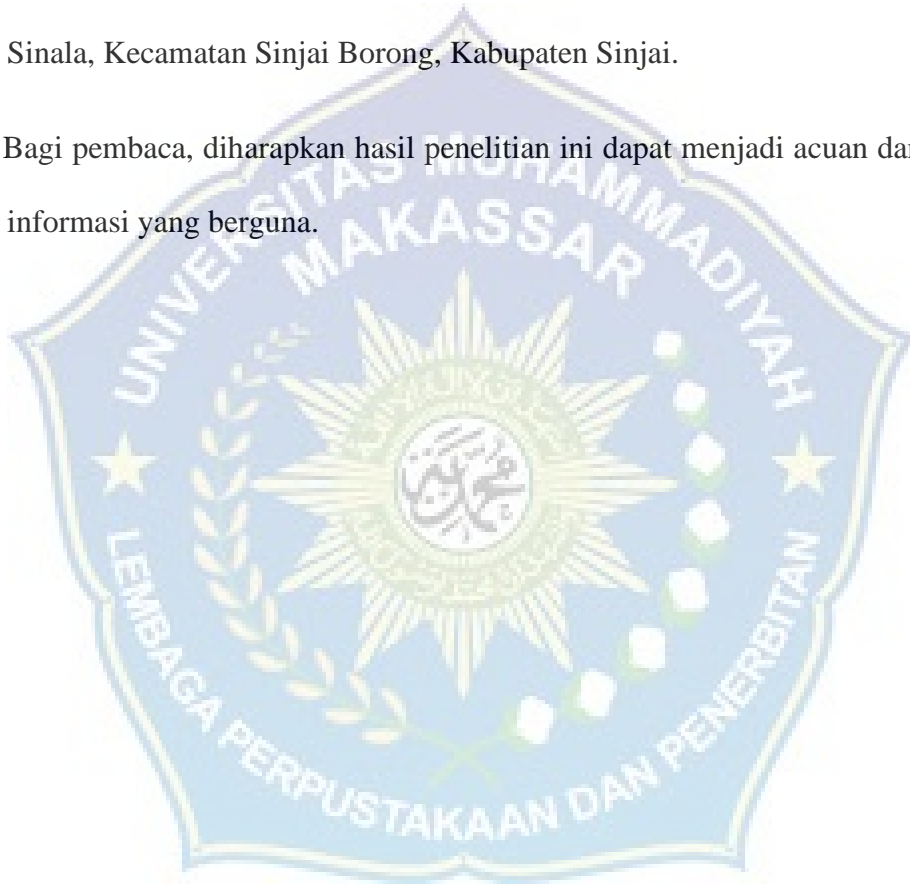 Sinala, Kecamatan Sinjai Borong, Kabupaten Sinjai.
Bagi pembaca, diharapkan hasil penelitian ini dapat menjadi acuan dan
informasi yang berguna.
UNIVERSITAS MUHAMMADIYAH
MAKASSAR
LEMBAGA PERPUSTAKAAN DAN PENERBITAN